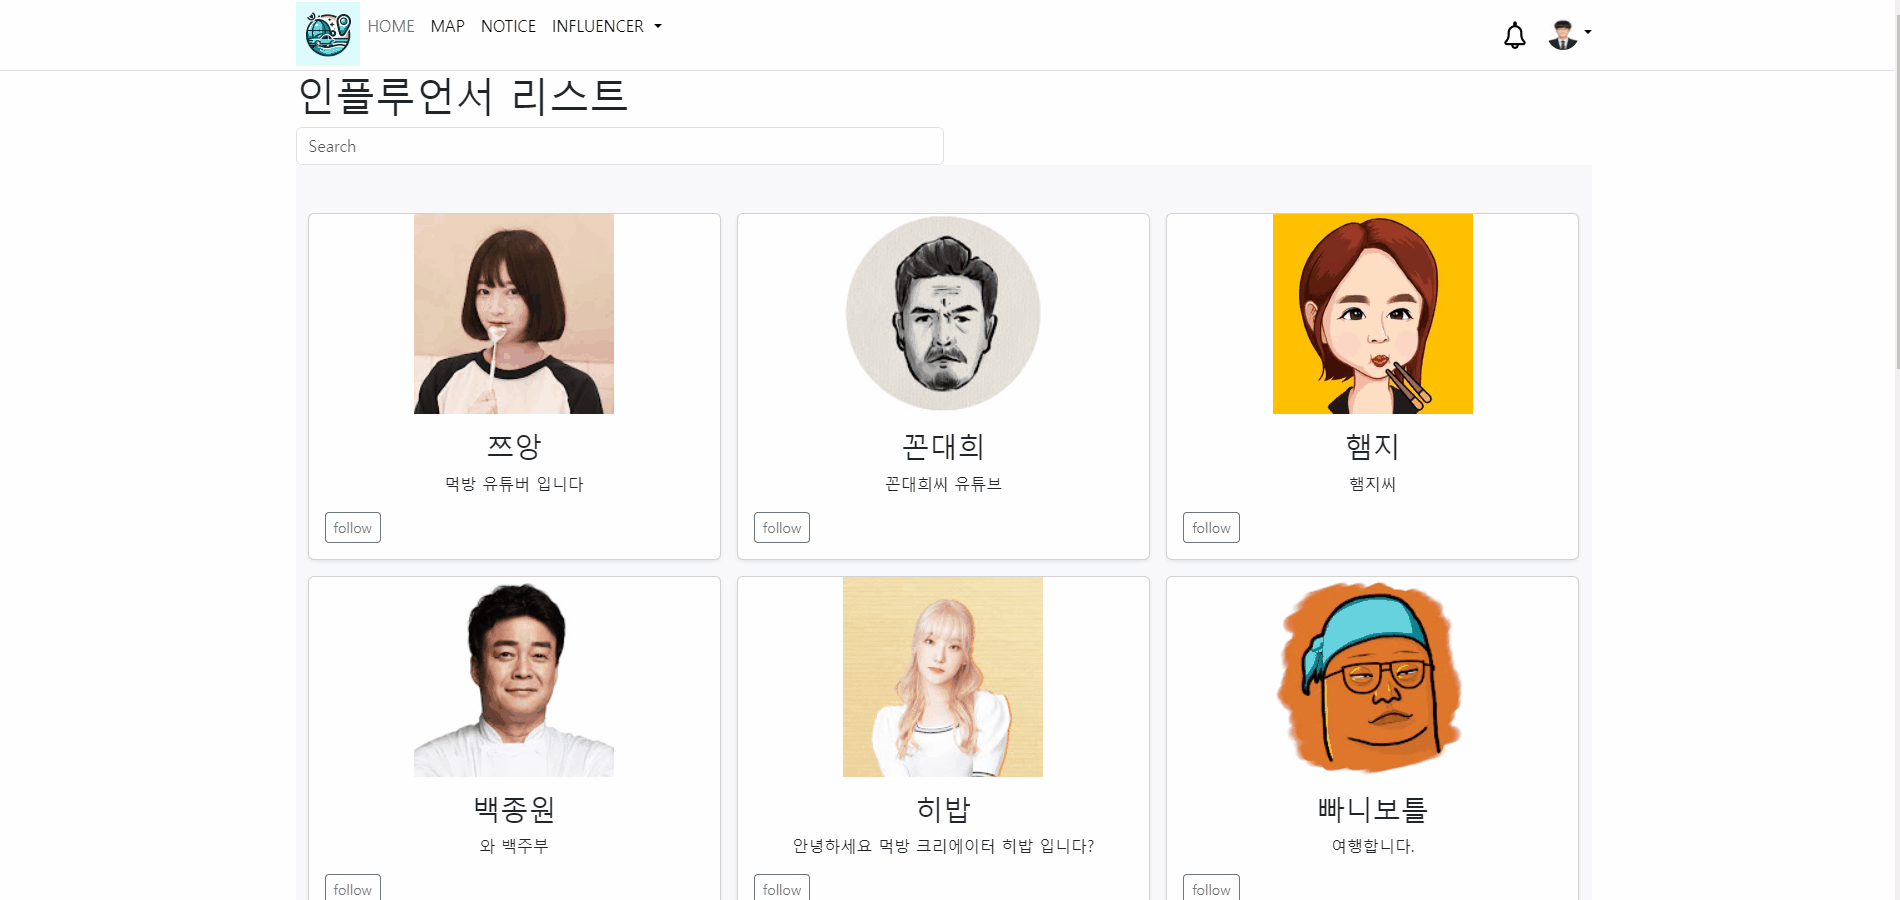 HOME MAP NOTICE INFLUENCER
인플루언서 리스트
Search
쯔앙
먹방 유튜버 입니다
follow
꼰대희
꼰대희씨 유튜브
follow
햄지
햄지씨
follow
백종원
와 백주부
follow
히밥
안녕하세요 먹방 크리에이터 히밥 입니다?
follow
빠니보틀
여행합니다.
follow